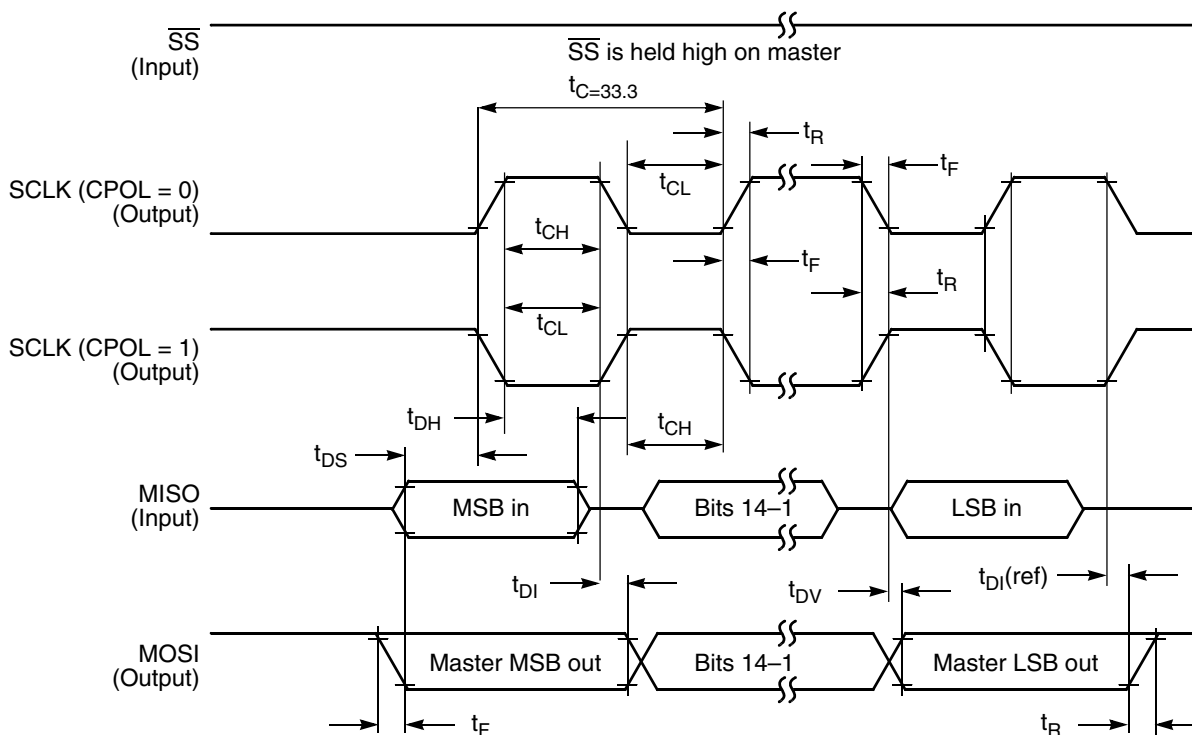 SS
(Input)
SS is held high on master
tC=33.3
tR
tF
SCLK (CPOL = 0)
(Output)
tCL
tCH
tF
tR
tCL
SCLK (CPOL = 1)
(Output)
tDH
tCH
tDS
MISO
(Input)
MSB in
Bits 14–1
LSB in
tDI
tDV
tDI(ref)
MOSI
(Output)
Master MSB out
Bits 14–1
Master LSB out
tF
tR